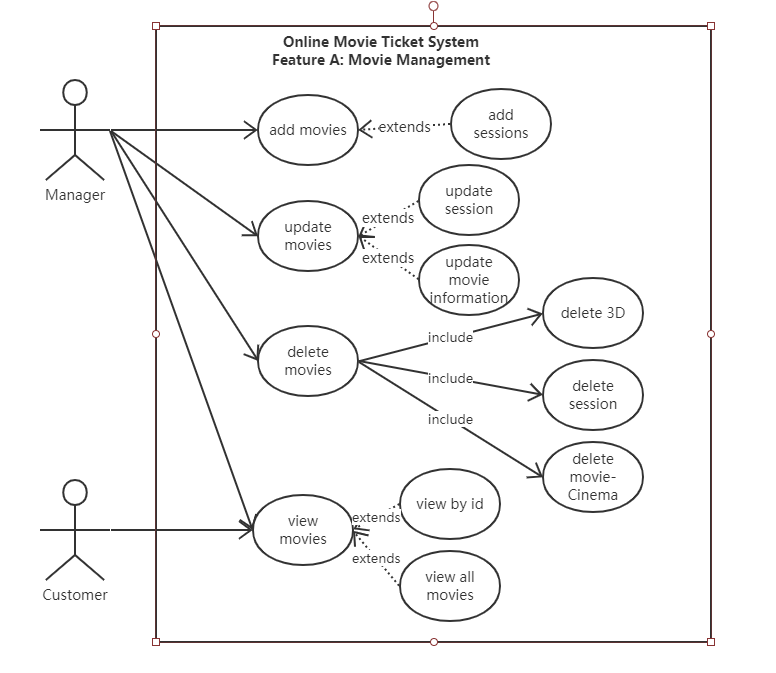 Online Movie Ticket System
Feature A: Movie Management
add movies
extends
add
sessions
Manager
update
movies
extends
update
session
extends
update
movie
information
delete
movies
include
delete 3D
include
delete
session
include
delete
movie-
Cinema
view
movies
extends
view by id
extends
view all
movies
Customer